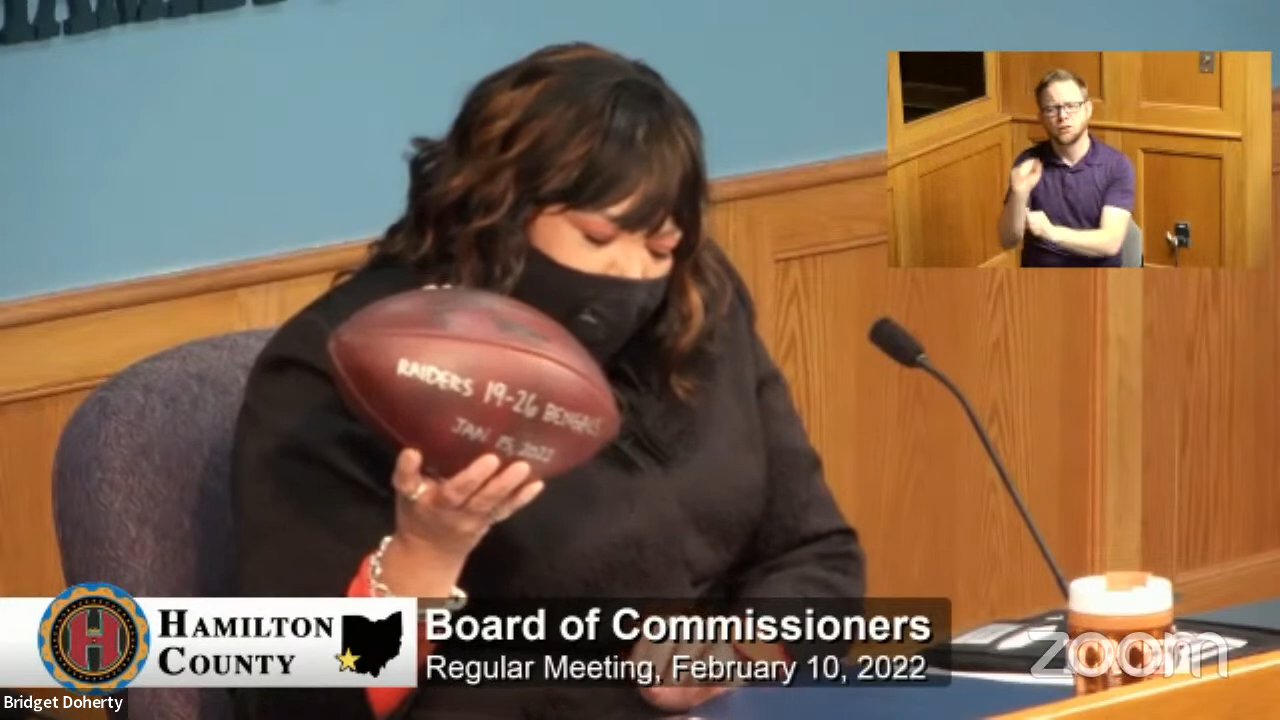 RAIDERS 19-26 BENGALS
JAN 15, 2022
HAMILTON
COUNTY
H
Board of Commissioners
Regular Meeting, February 10, 2022
zoom
Bridget Doherty